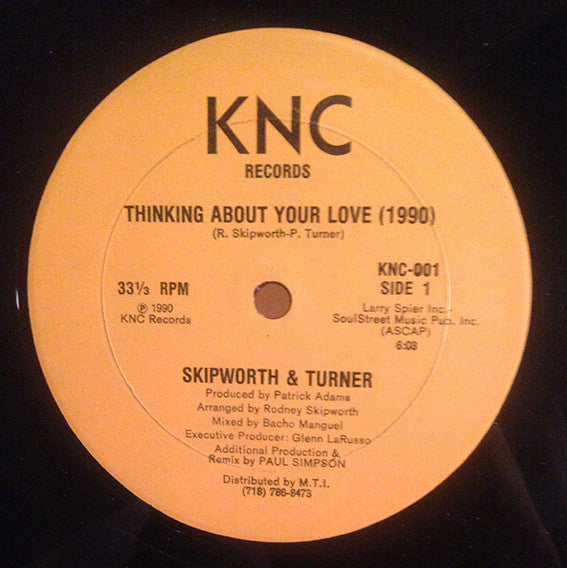 KNC
RECORDS
THINKING ABOUT YOUR LOVE (1990)
(R. Skipworth-P. Turner)
33⅓ RPM
℗ 1990
KNC Records
KNC-001
SIDE 1
Larry Spier Inc.-
SoulStreet Music Pub. Inc.
(ASCAP)
6:03
SKIPWORTH & TURNER
Produced by Patrick Adams
Arranged by Rodney Skipworth
Mixed by Bacho Manguel
Executive Producer: Glenn LaRusso
Additional Production &
Remix by PAUL SIMPSON
Distributed by M.T.I.
(718) 786-8473